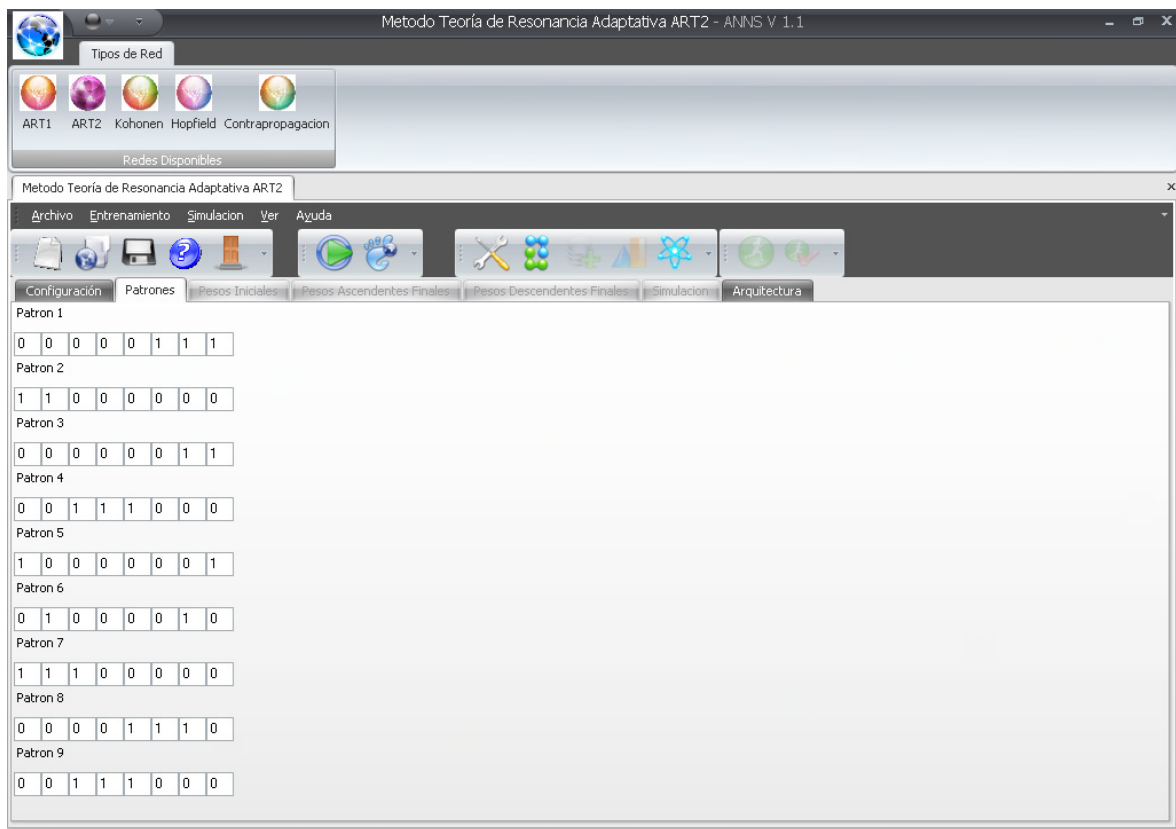 Metodo Teoría de Resonancia Adaptativa ART2 - ANNS V 1.1
Tipos de Red
ART1 ART2 Kohonen Hopfield Contrapropagacion
Redes Disponibles
Metodo Teoría de Resonancia Adaptativa ART2
Archivo Entrenamiento Simulacion Ver Ayuda
Configuración Patrones Pesos Iniciales Pesos Ascendentes Finales Pesos Descendentes Finales Simulacion Arquitectura
Patron 1
0 0 0 0 0 1 1 1
Patron 2
1 1 0 0 0 0 0 0
Patron 3
0 0 0 0 0 0 1 1
Patron 4
0 0 1 1 1 0 0 0
Patron 5
1 0 0 0 0 0 0 1
Patron 6
0 1 0 0 0 0 1 0
Patron 7
1 1 1 0 0 0 0 0
Patron 8
0 0 0 0 1 1 1 0
Patron 9
0 0 1 1 1 0 0 0